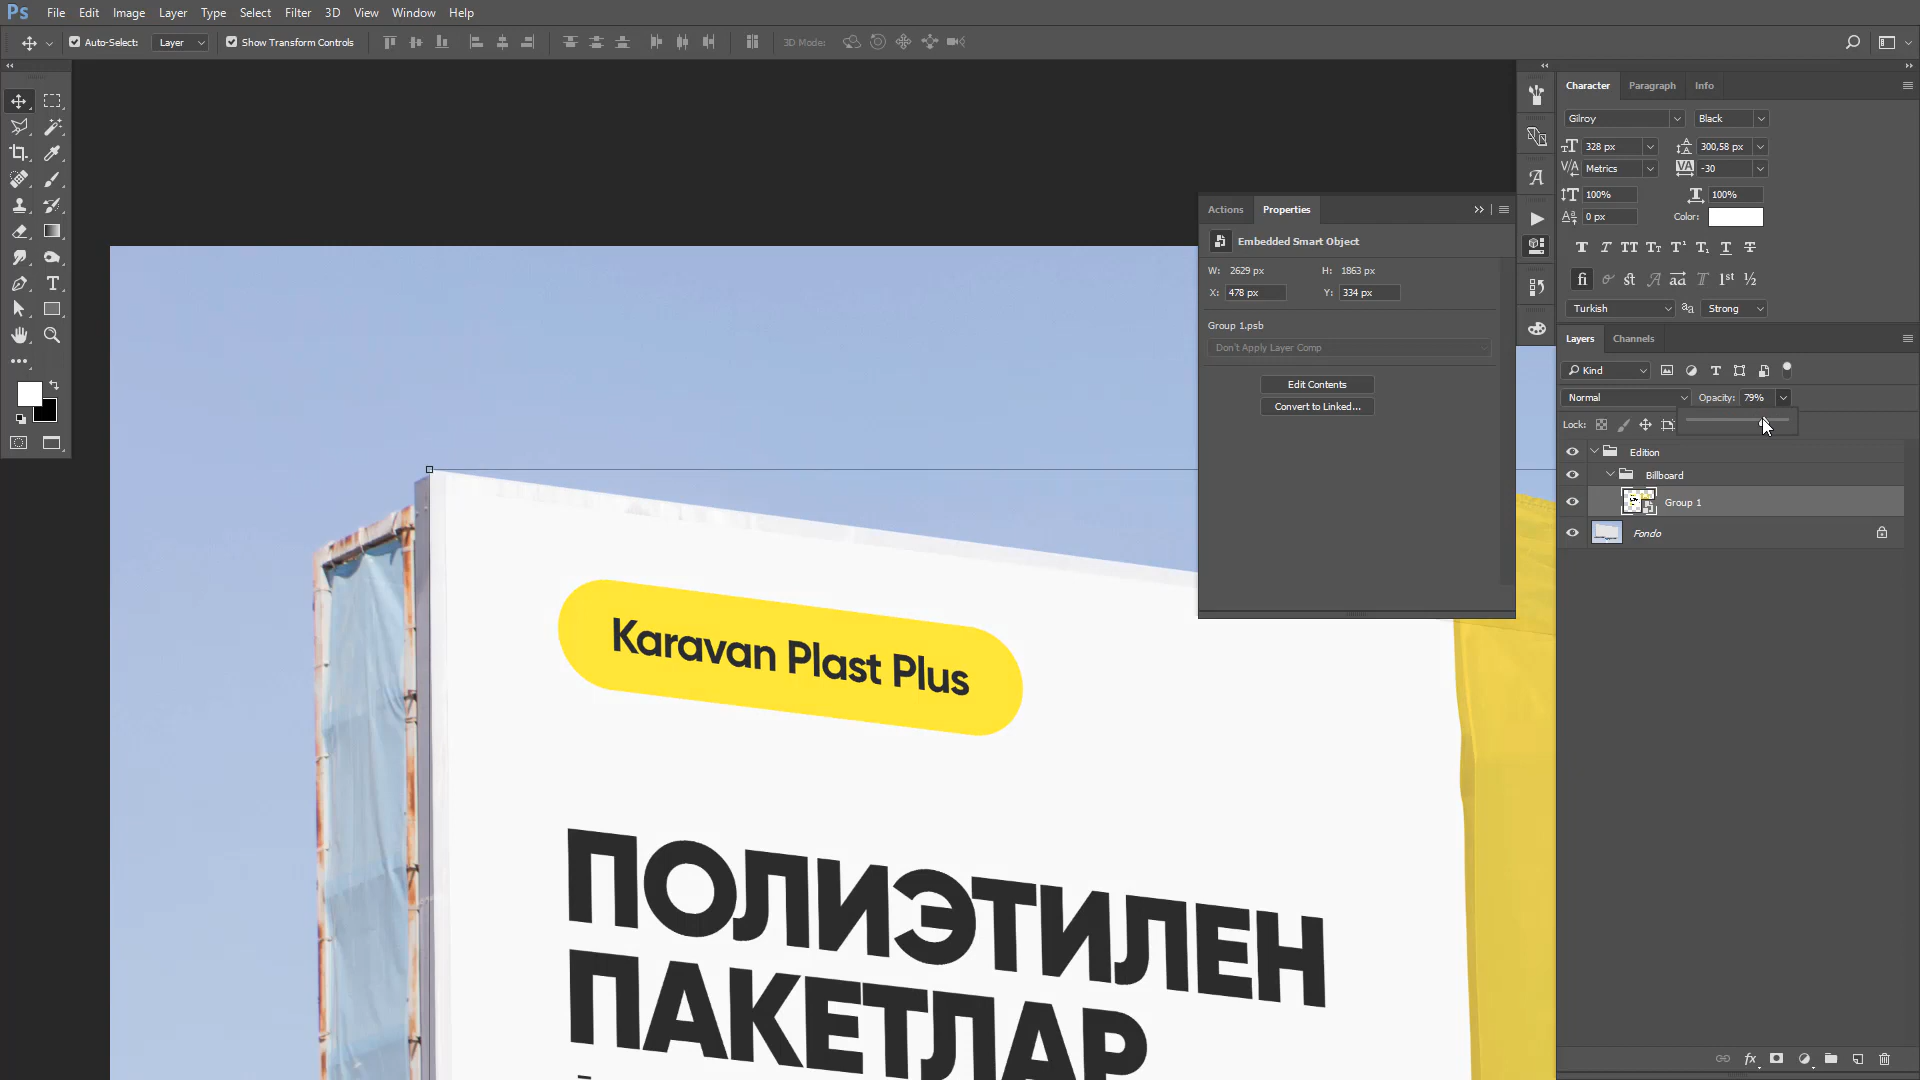 Ps File Edit Image Layer Type Select Filter 3D View Window Help
Auto-Select: Layer Show Transform Controls 3D Mode:
Character Paragraph Info
Gilroy Black
328 px 300,58 px
Metrics -30
100% 100%
0 px Color:
Turkish Strong
Actions Properties
Embedded Smart Object
W: 2629 px H: 1863 px
X: 478 px Y: 334 px
Group 1.psb
Don't Apply Layer Comp
Edit Contents
Convert to Linked...
Layers Channels
Kind
Normal Opacity: 79%
Lock:
Edition
Billboard
Group 1
Fondo
Karavan Plast Plus
ПОЛИЭТИЛЕН
ПАКЕТЛАР